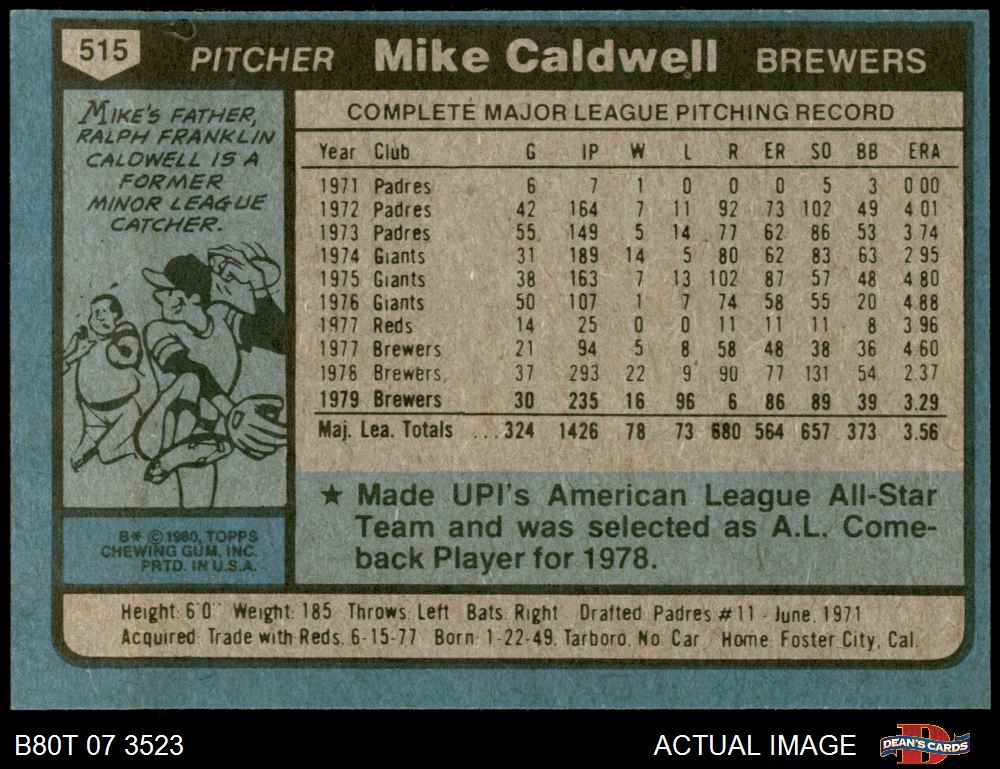 515 PITCHER Mike Caldwell BREWERS
MIKE'S FATHER,
RALPH FRANKLIN
CALDWELL IS A
FORMER
MINOR LEAGUE
CATCHER.
B* © 1980, TOPPS
CHEWING GUM, INC.
PRTD. IN U.S.A.
COMPLETE MAJOR LEAGUE PITCHING RECORD
Year Club G IP W L R ER SO BB ERA
1971 Padres 6 7 1 0 0 0 5 3 0 00
1972 Padres 42 164 7 11 92 73 102 49 4 01
1973 Padres 55 149 5 14 77 62 86 53 3.74
1974 Giants 31 189 14 5 80 62 83 63 2 95
1975 Giants 38 163 7 13 102 87 57 48 4 80
1976 Giants 50 107 1 7 74 58 55 20 4.88
1977 Reds 14 25 0 0 11 11 11 8 3.96
1977 Brewers 21 94 5 8 58 48 38 36 4.60
1978 Brewers 37 293 22 9 90 77 131 54 2.37
1979 Brewers 30 235 16 96 6 86 89 39 3.29
Maj. Lea. Totals ...324 1426 78 73 680 564 657 373 3.56
★ Made UPI's American League All-Star
Team and was selected as A.L. Come-
back Player for 1978.
Height: 6'0" Weight: 185 Throws: Left Bats: Right Drafted Padres #11 - June, 1971
Acquired: Trade with Reds, 6-15-77 Born: 1-22-49, Tarboro, No. Car. Home: Foster City, Cal.
B80T 07 3523 ACTUAL IMAGE DEAN'S CARDS